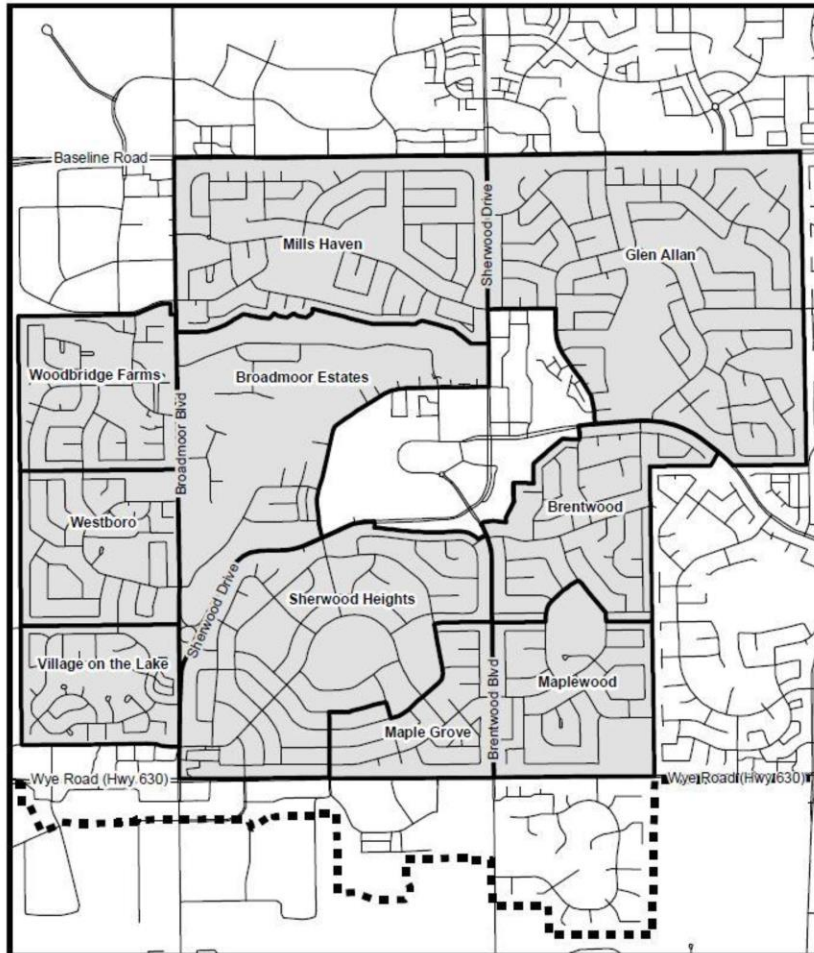 Baseline Road
Sherwood Drive
Mills Haven
Glen Allan
Woodbridge Farms
Broadmoor Estates
Broadmoor Blvd
Westboro
Brentwood
Sherwood Drive
Sherwood Heights
Village on the Lake
Maplewood
Brentwood Blvd
Maple Grove
Wye Road (Hwy 630)
Wye Road (Hwy 630)